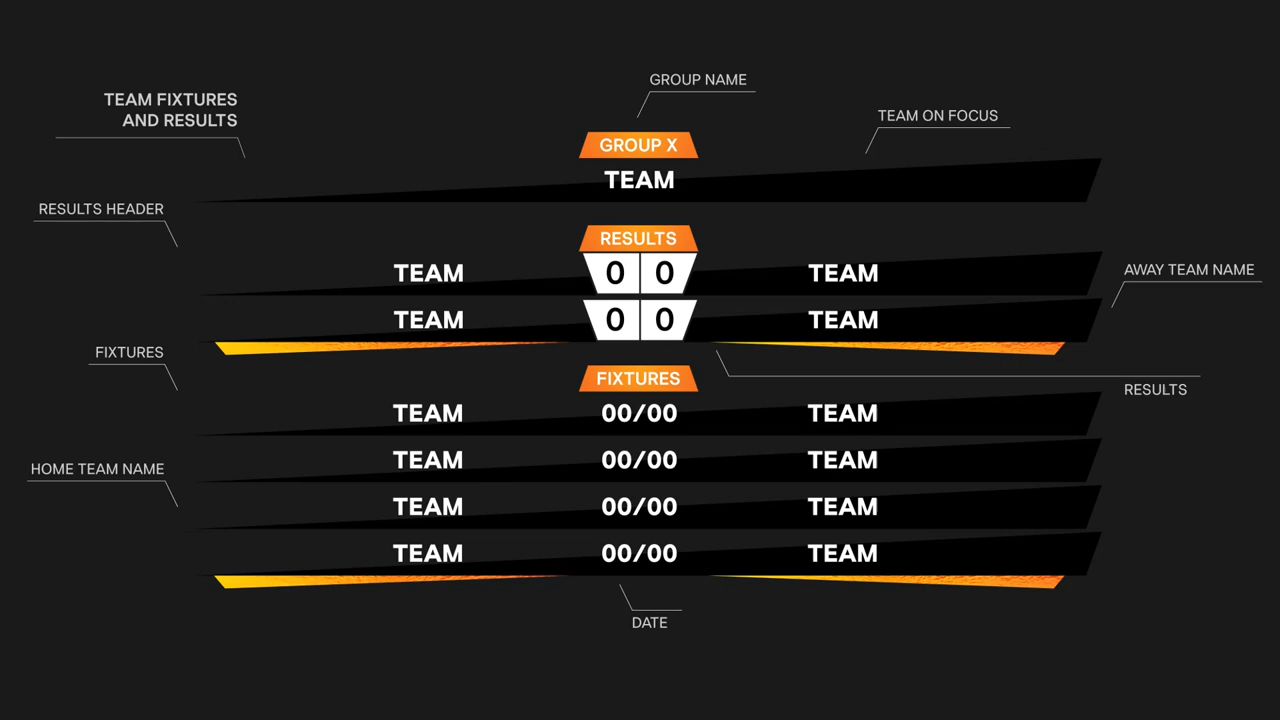 GROUP NAME
TEAM FIXTURES
AND RESULTS
TEAM ON FOCUS
GROUP X
TEAM
RESULTS HEADER
RESULTS
TEAM 0 0 TEAM
AWAY TEAM NAME
TEAM 0 0 TEAM
FIXTURES
FIXTURES
RESULTS
TEAM 00/00 TEAM
TEAM 00/00 TEAM
HOME TEAM NAME
TEAM 00/00 TEAM
TEAM 00/00 TEAM
DATE